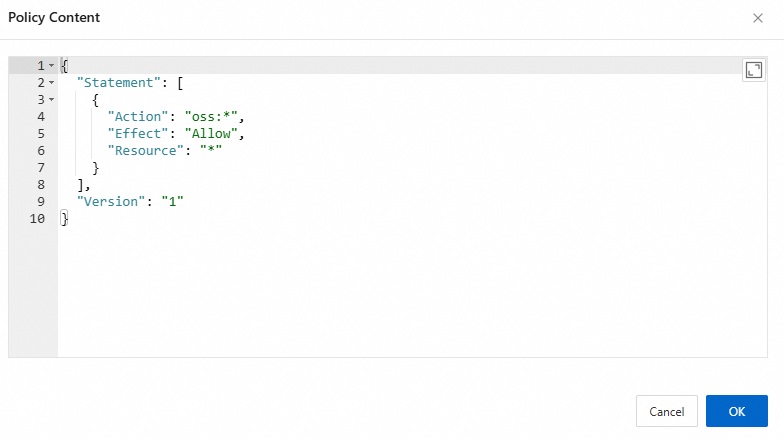 Policy Content
1 {
2 "Statement": [
3 {
4 "Action": "oss:*",
5 "Effect": "Allow",
6 "Resource": "*"
7 }
8 ],
9 "Version": "1"
10 }
Cancel OK